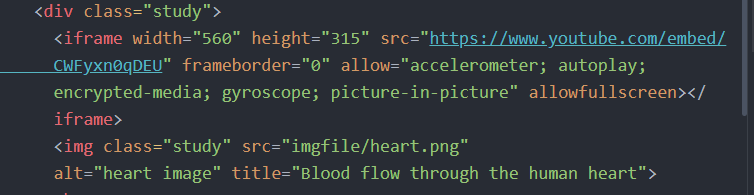 <div class="study">
<iframe width="560" height="315" src="https://www.youtube.com/embed/
CWFyxn0qDEU" frameborder="0" allow="accelerometer; autoplay;
encrypted-media; gyroscope; picture-in-picture" allowfullscreen></
iframe>
<img class="study" src="imgfile/heart.png"
alt="heart image" title="Blood flow through the human heart">